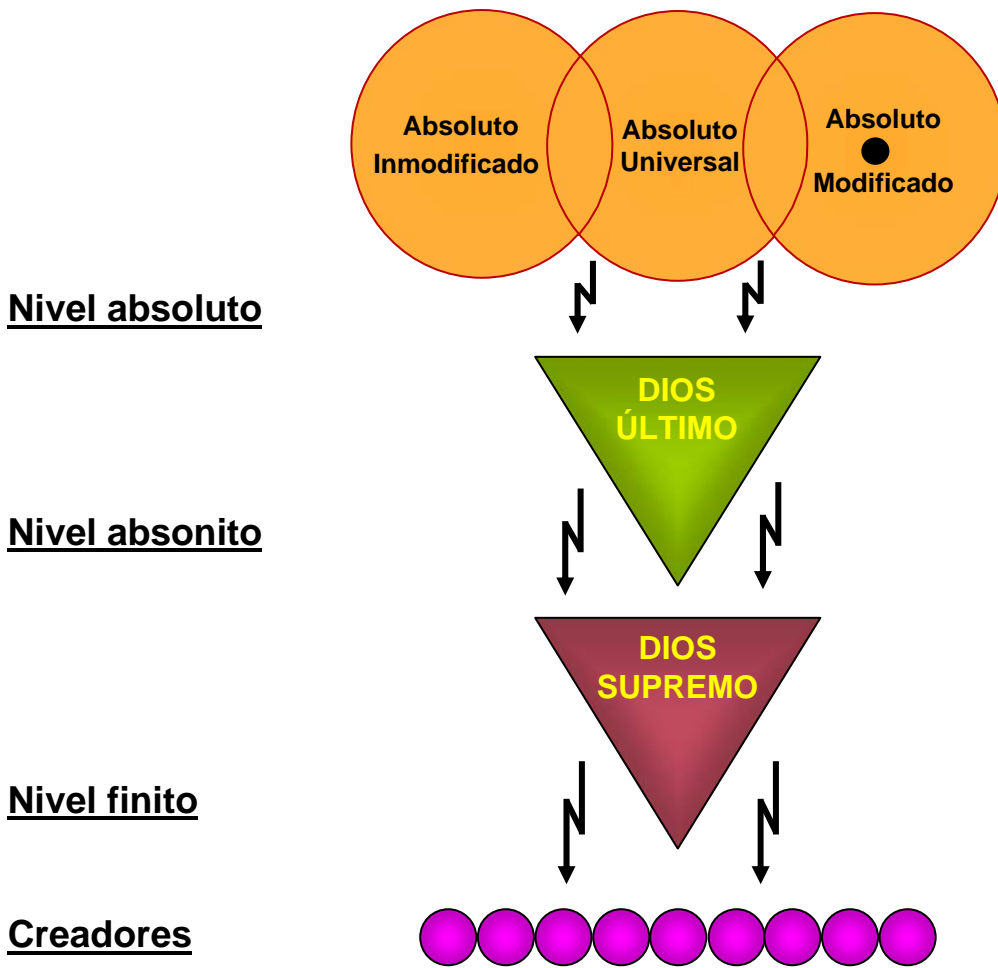 Absoluto
Inmodificado
Absoluto
Universal
Absoluto
Modificado
Nivel absoluto
DIOS
ÚLTIMO
Nivel absonito
DIOS
SUPREMO
Nivel finito
Creadores